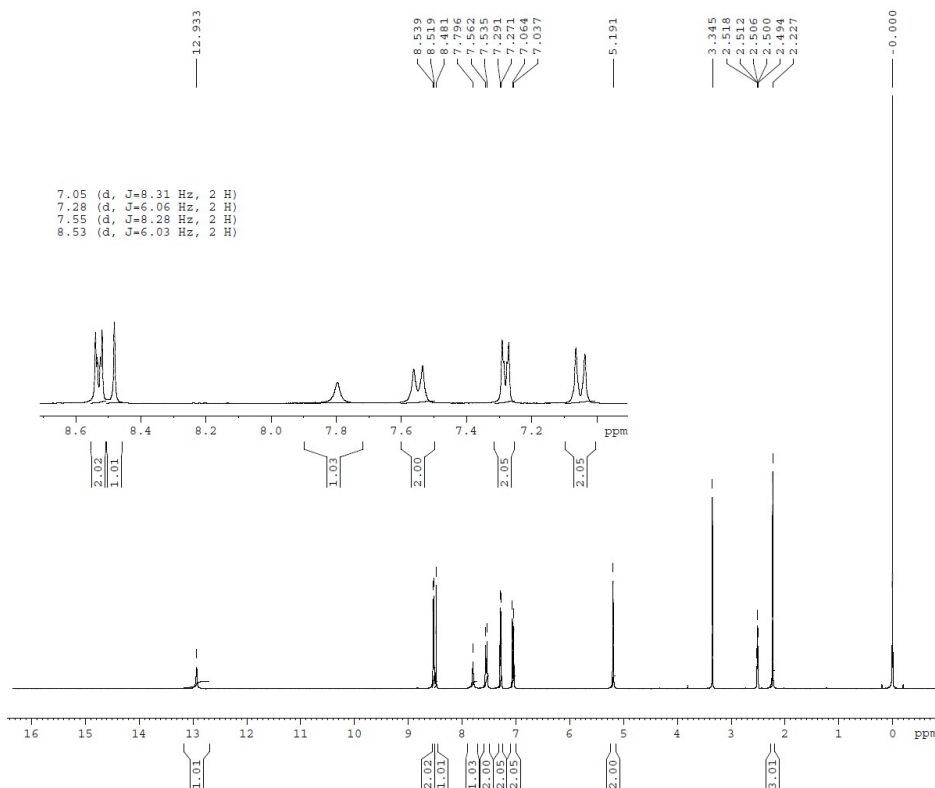 12.933
8.539
8.519
8.481
7.796
7.562
7.535
7.291
7.271
7.064
7.037
5.191
3.345
2.518
2.512
2.506
2.500
2.494
2.227
-0.000
7.05 (d, J=8.31 Hz, 2 H)
7.28 (d, J=6.06 Hz, 2 H)
7.55 (d, J=8.28 Hz, 2 H)
8.53 (d, J=6.03 Hz, 2 H)
8.6 8.4 8.2 8.0 7.8 7.6 7.4 7.2 ppm
2.02 1.01 1.03 2.00 2.05 2.05
16 15 14 13 12 11 10 9 8 7 6 5 4 3 2 1 0 ppm
1.01 2.02 1.01 1.03 2.00 2.05 2.05 2.00 3.01